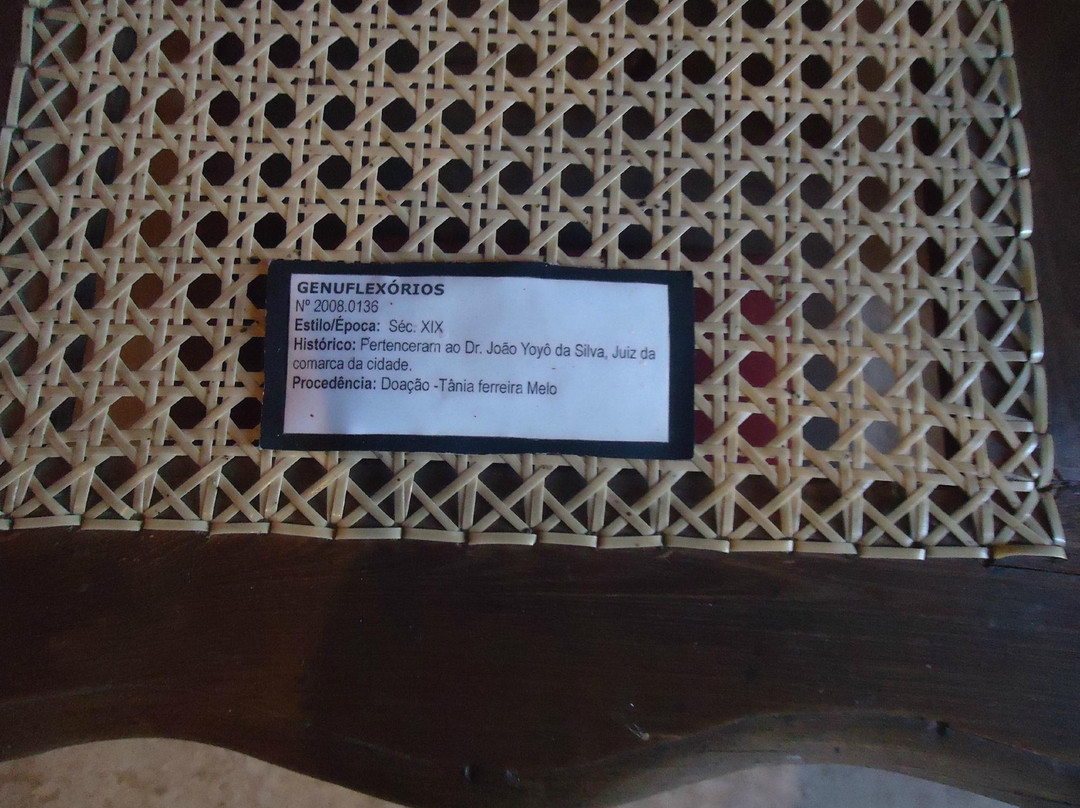 GENUFLEXÓRIOS
Nº 2008.0136
Estilo/Época: Séc. XIX
Histórico: Pertenceram ao Dr. João Yoyô da Silva, Juiz da
comarca da cidade.
Procedência: Doação -Tânia ferreira Melo